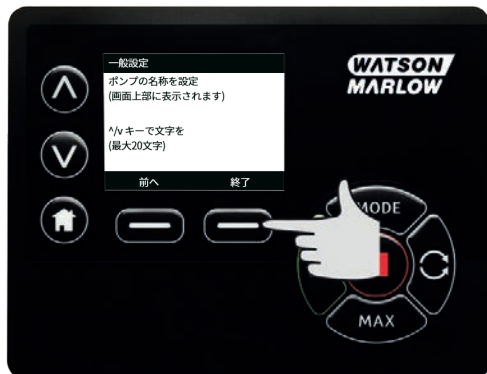 一般設定
ポンプの名称を設定
(画面上部に表示されます)
^/v キーで文字を
(最大20文字)
前へ 終了
WATSON
MARLOW
MODE
MAX